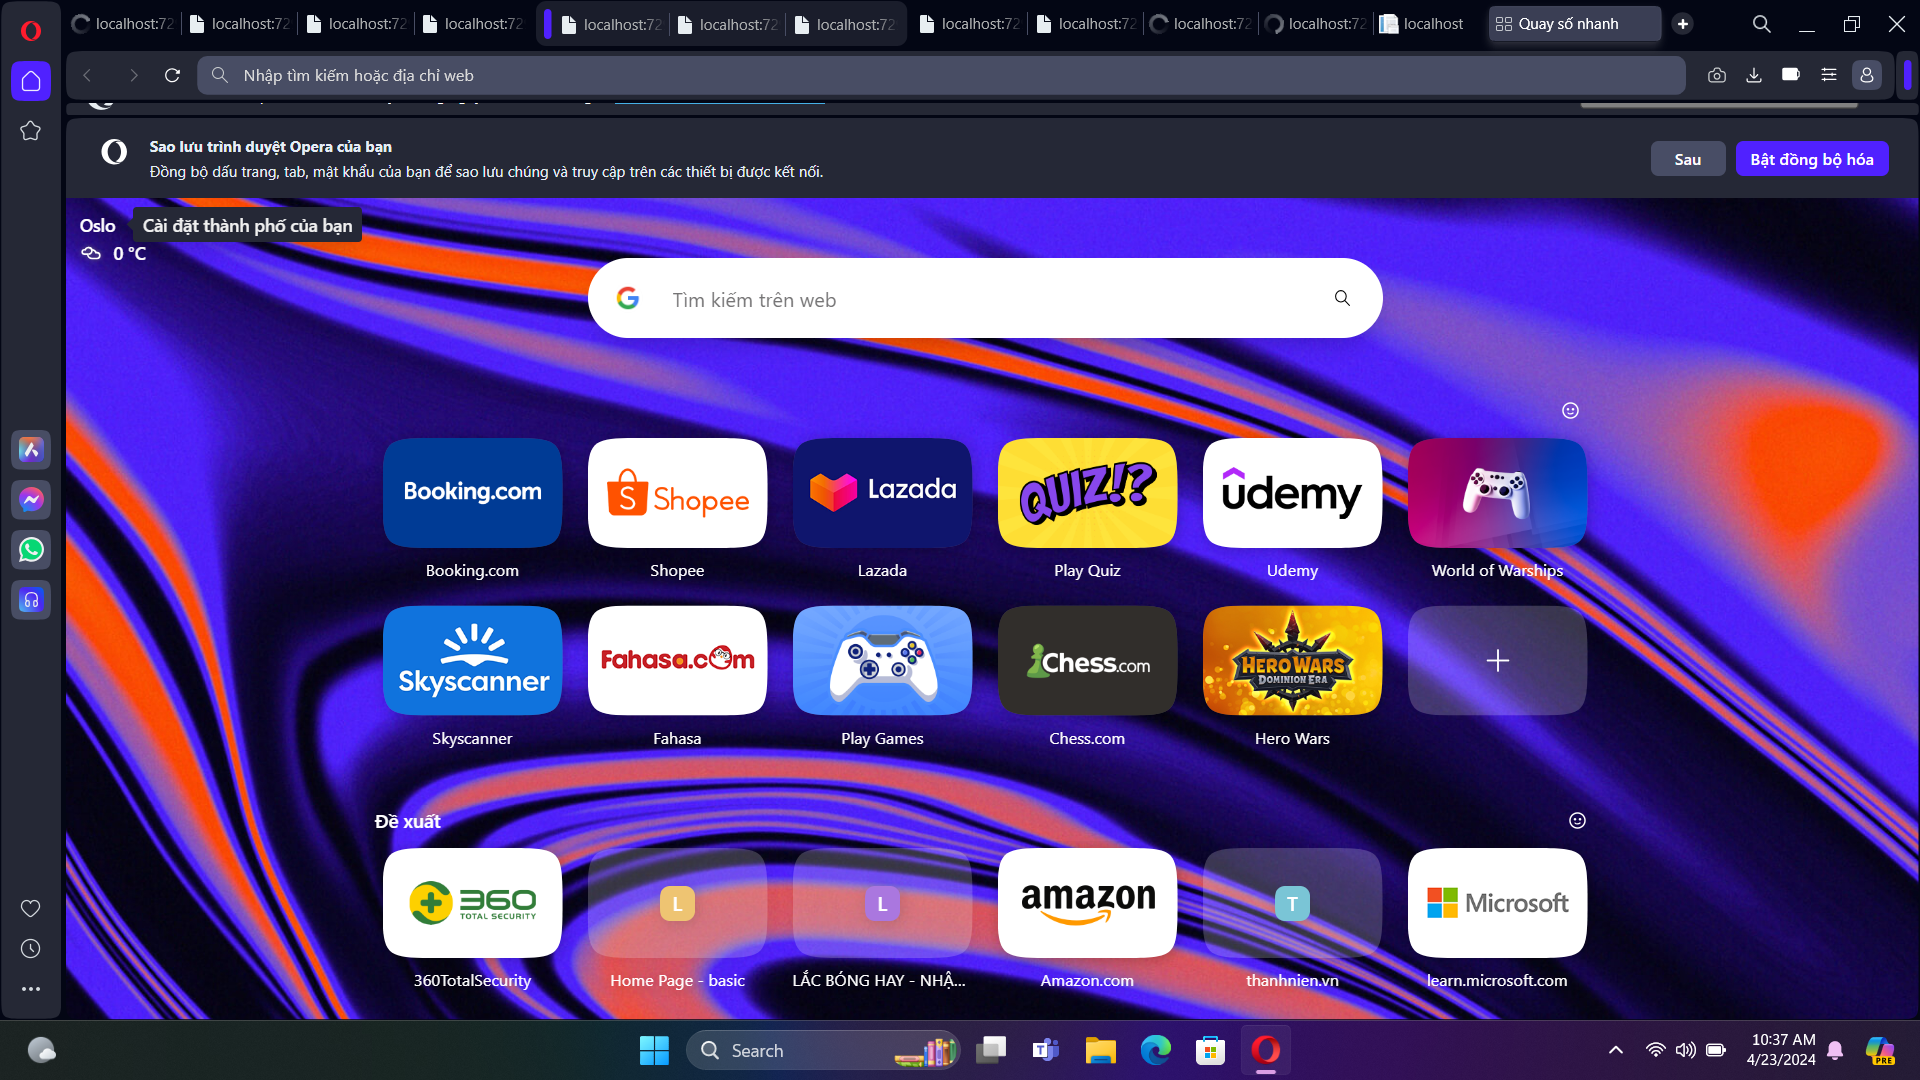 localhost:72
localhost:72
localhost:72
localhost:72
localhost:72
localhost:72
localhost:72
localhost:72
localhost:72
localhost:72
localhost:72
localhost
Quay số nhanh
Nhập tìm kiếm hoặc địa chỉ web
Sao lưu trình duyệt Opera của bạn
Đồng bộ dấu trang, tab, mật khẩu của bạn để sao lưu chúng và truy cập trên các thiết bị được kết nối.
Sau
Bật đồng bộ hóa
Oslo
Cài đặt thành phố của bạn
0 °C
Tìm kiếm trên web
Booking.com
Shopee
Lazada
QUIZ!?
udemy
Booking.com
Shopee
Lazada
Play Quiz
Udemy
World of Warships
Skyscanner
Fahasa.com
Chess.com
HERO WARS
DOMINION ERA
Skyscanner
Fahasa
Play Games
Chess.com
Hero Wars
Đề xuất
360
TOTAL SECURITY
L
L
amazon
T
Microsoft
360TotalSecurity
Home Page - basic
LẮC BÓNG HAY - NHẬ...
Amazon.com
thanhnien.vn
learn.microsoft.com
Search
10:37 AM
4/23/2024
PRE